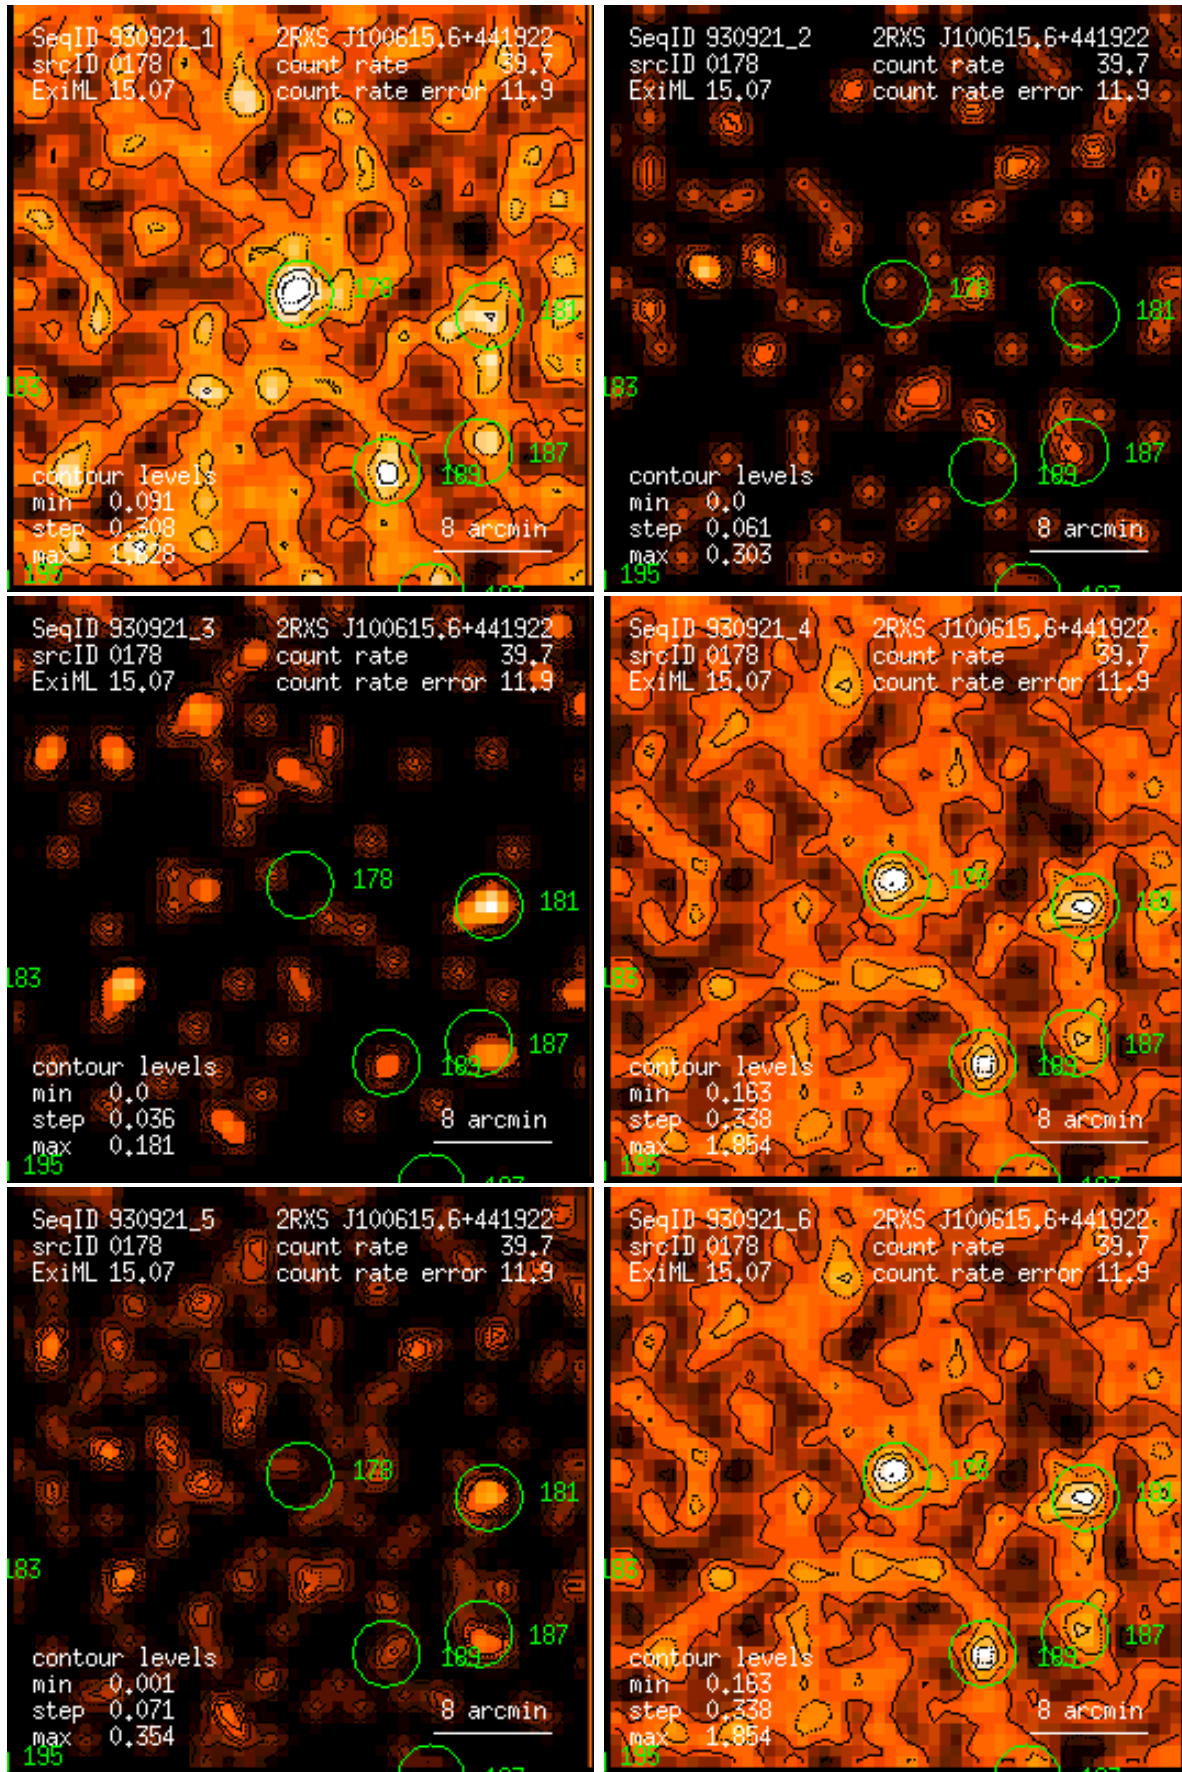 SeqID 930921_1 2RXS J100615.6+441922
srcID 0178 count rate 39.7
ExiML 15.07 count rate error 11.9
178
181
183
187
contour levels 189
min 0.091
step 0.308 8 arcmin
max
195
SeqID 930921_2 2RXS J100615.6+441922
srcID 0178 count rate 39.7
ExiML 15.07 count rate error 11.9
178
181
183
187
contour levels 189
min 0.0
step 0.061 8 arcmin
max 0.303
195
SeqID 930921_3 2RXS J100615.6+441922
srcID 0178 count rate 39.7
ExiML 15.07 count rate error 11.9
178
181
183
187
contour levels 189
min 0.0
step 0.036 8 arcmin
max 0.181
195
SeqID 930921_4 2RXS J100615.6+441922
srcID 0178 count rate 39.7
ExiML 15.07 count rate error 11.9
178
181
183
187
contour levels 189
min 0.163
step 0.338 8 arcmin
max 1.854
195
SeqID 930921_5 2RXS J100615.6+441922
srcID 0178 count rate 39.7
ExiML 15.07 count rate error 11.9
178
181
183
187
contour levels 189
min 0.001
step 0.071 8 arcmin
max 0.354
195
SeqID 930921_6 2RXS J100615.6+441922
srcID 0178 count rate 39.7
ExiML 15.07 count rate error 11.9
178
181
183
187
contour levels 189
min 0.163
step 0.338 8 arcmin
max 1.854
195